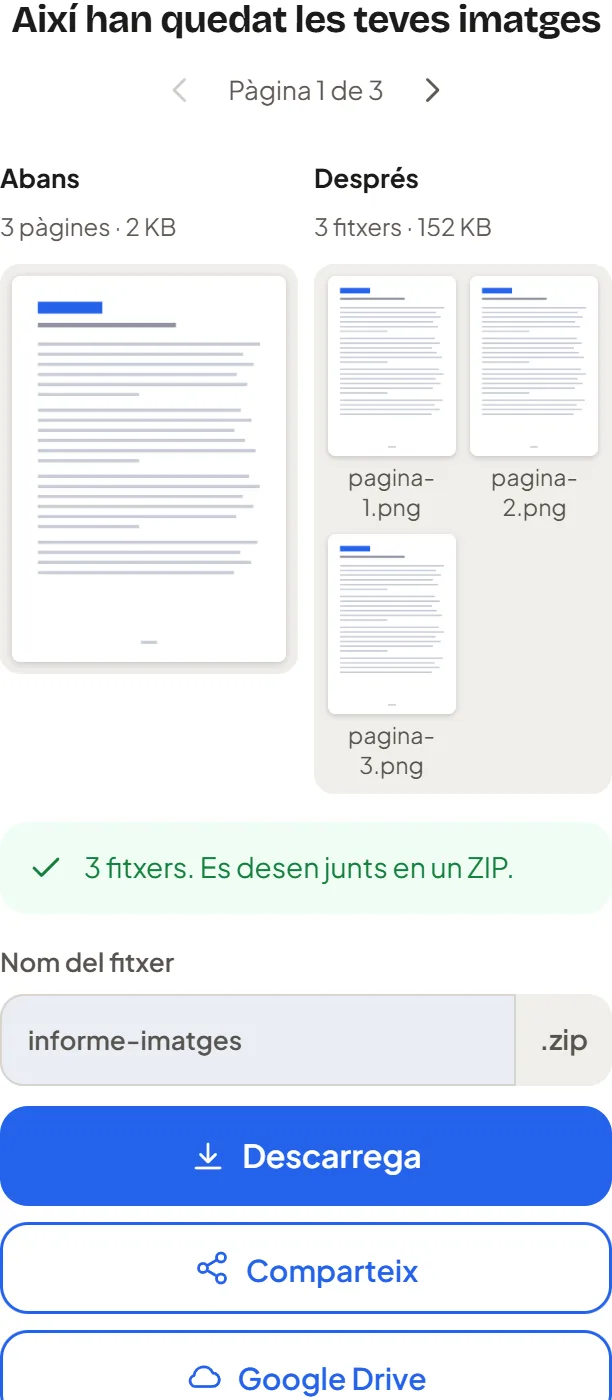 Així han quedat les teves imatges
Pàgina 1 de 3
Abans
3 pàgines · 2 KB
Després
3 fitxers · 152 KB
pagina-
1.png
pagina-
2.png
pagina-
3.png
3 fitxers. Es desen junts en un ZIP.
Nom del fitxer
informe-imatges
.zip
Descarrega
Comparteix
Google Drive